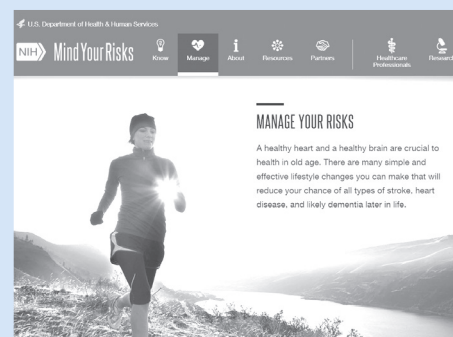 U.S. Department of Health & Human Services
NIH Mind Your Risks
Know
Manage
About
Resources
Partners
Healthcare
Professionals
Research
MANAGE YOUR RISKS
A healthy heart and a healthy brain are crucial to
health in old age. There are many simple and
effective lifestyle changes you can make that will
reduce your chance of all types of stroke, heart
disease, and likely dementia later in life.